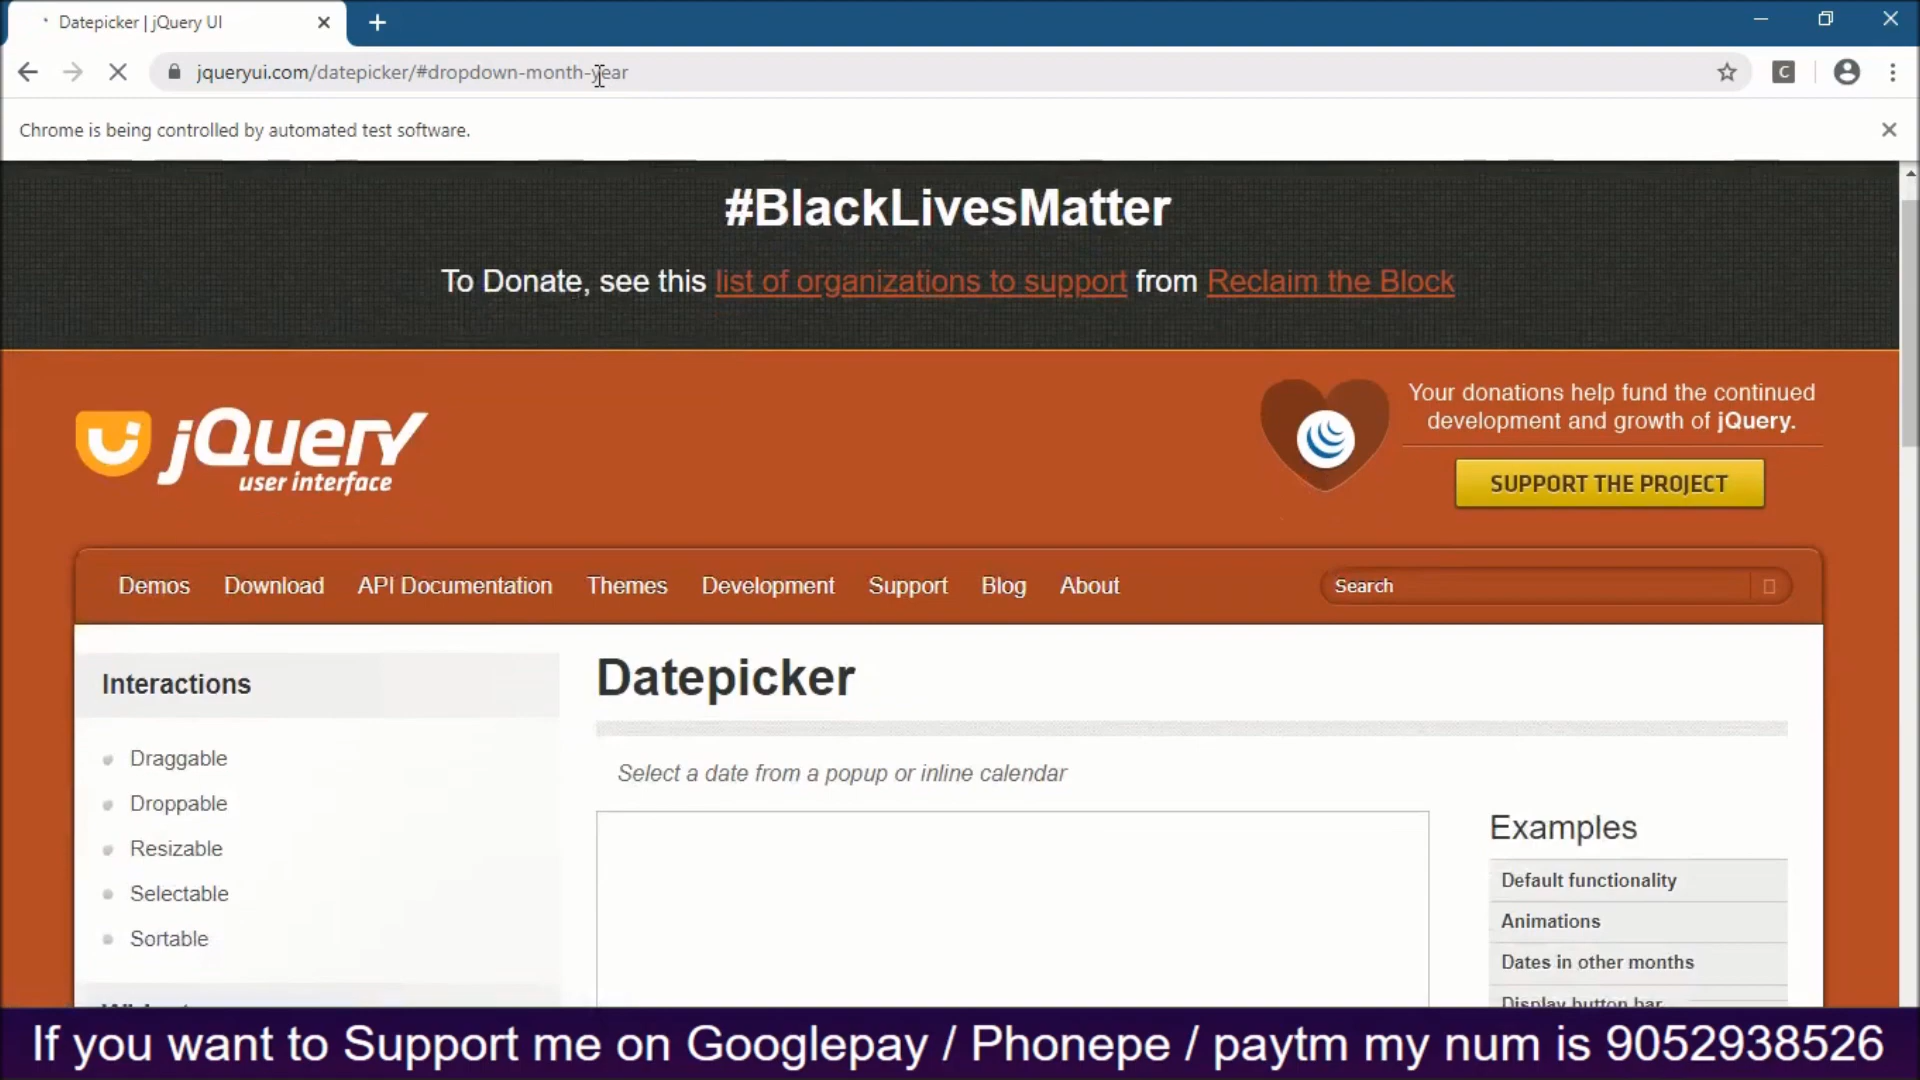 Datepicker | jQuery UI
jqueryui.com/datepicker/#dropdown-month-year
C
Chrome is being controlled by automated test software.
#BlackLivesMatter
To Donate, see this list of organizations to support from Reclaim the Block
jQuery
user interface
Your donations help fund the continued
development and growth of jQuery.
SUPPORT THE PROJECT
Demos Download API Documentation Themes Development Support Blog About Search
Interactions
Draggable
Droppable
Resizable
Selectable
Sortable
Datepicker
Select a date from a popup or inline calendar
Examples
Default functionality
Animations
Dates in other months
Display button bar
If you want to Support me on Googlepay / Phonepe / paytm my num is 9052938526